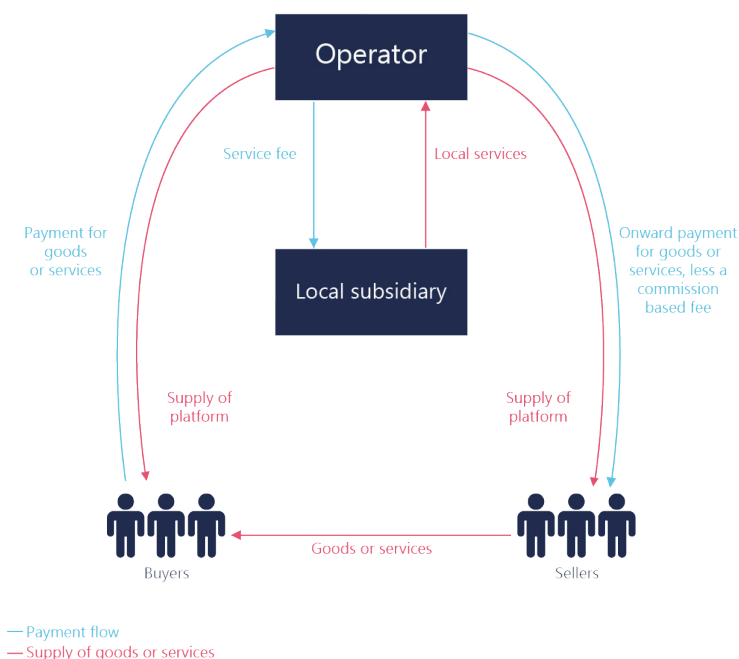 Operator
Service fee
Local services
Payment for
goods
or services
Onward payment
for goods or
services, less a
commission
based fee
Local subsidiary
Supply of
platform
Supply of
platform
Goods or services
Buyers
Sellers
Payment flow
Supply of goods or services